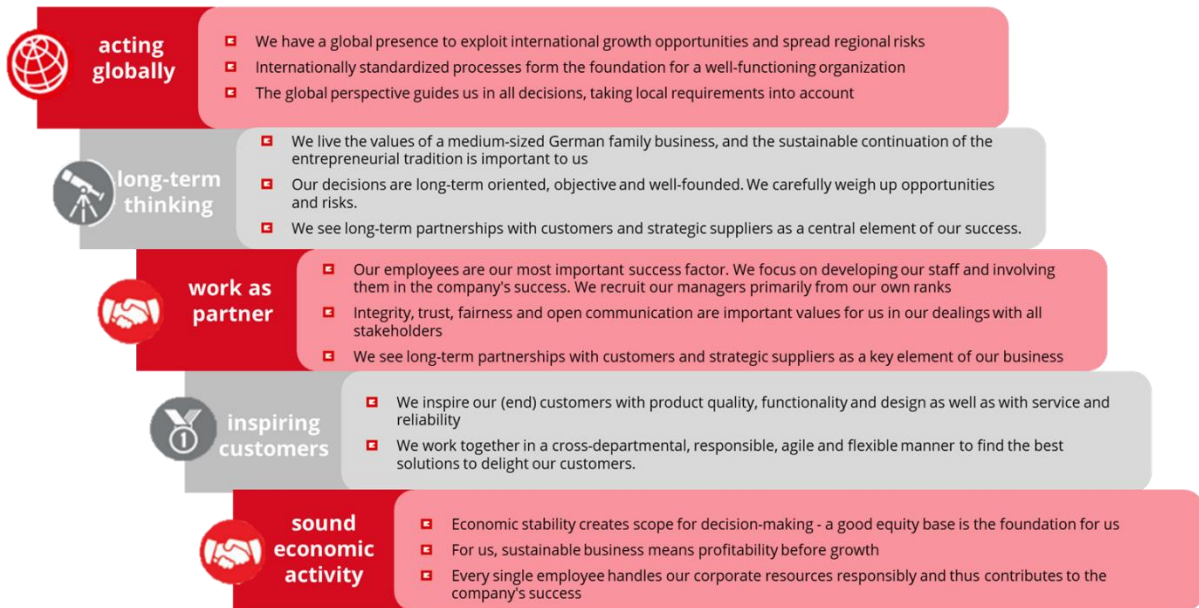 acting
globally
We have a global presence to exploit international growth opportunities and spread regional risks
Internationally standardized processes form the foundation for a well-functioning organization
The global perspective guides us in all decisions, taking local requirements into account
long-term
thinking
We live the values of a medium-sized German family business, and the sustainable continuation of the
entrepreneurial tradition is important to us
Our decisions are long-term oriented, objective and well-founded. We carefully weigh up opportunities
and risks.
We see long-term partnerships with customers and strategic suppliers as a central element of our success.
work as
partner
Our employees are our most important success factor. We focus on developing our staff and involving
them in the company's success. We recruit our managers primarily from our own ranks
Integrity, trust, fairness and open communication are important values for us in our dealings with all
stakeholders
We see long-term partnerships with customers and strategic suppliers as a key element of our business
1
inspiring
customers
We inspire our (end) customers with product quality, functionality and design as well as with service and
reliability
We work together in a cross-departmental, responsible, agile and flexible manner to find the best
solutions to delight our customers.
sound
economic
activity
Economic stability creates scope for decision-making - a good equity base is the foundation for us
For us, sustainable business means profitability before growth
Every single employee handles our corporate resources responsibly and thus contributes to the
company's success